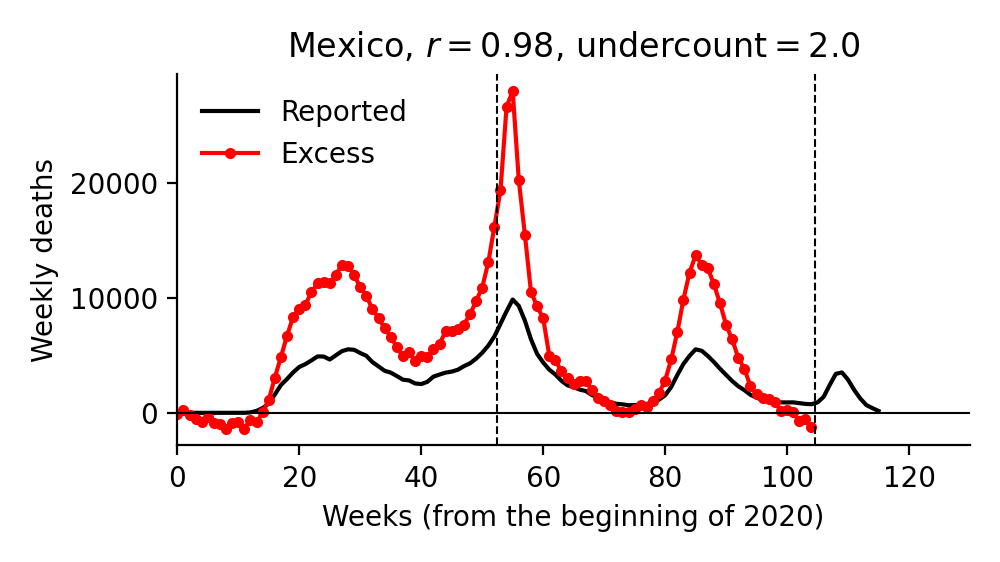 Mexico, r = 0.98, undercount = 2.0
Reported
Excess
Weekly deaths
20000
10000
0
0 20 40 60 80 100 120
Weeks (from the beginning of 2020)